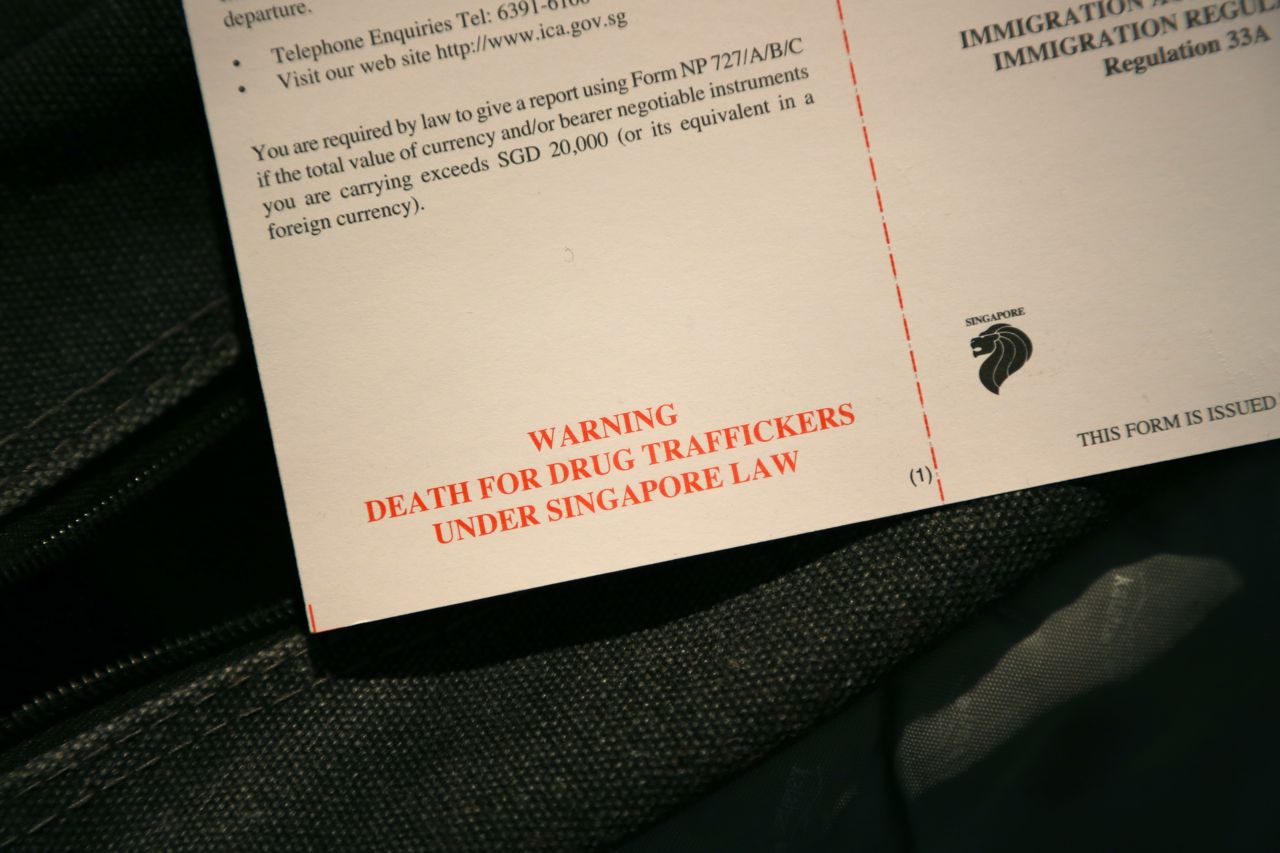 departure.
• Telephone Enquiries Tel: 6391-6100
• Visit our web site http://www.ica.gov.sg
You are required by law to give a report using Form NP 727/A/B/C
if the total value of currency and/or bearer negotiable instruments
you are carrying exceeds SGD 20,000 (or its equivalent in a
foreign currency).
WARNING
DEATH FOR DRUG TRAFFICKERS
UNDER SINGAPORE LAW
(1)
IMMIGRATION
IMMIGRATION REGUL
Regulation 33A
SINGAPORE
THIS FORM IS ISSUED